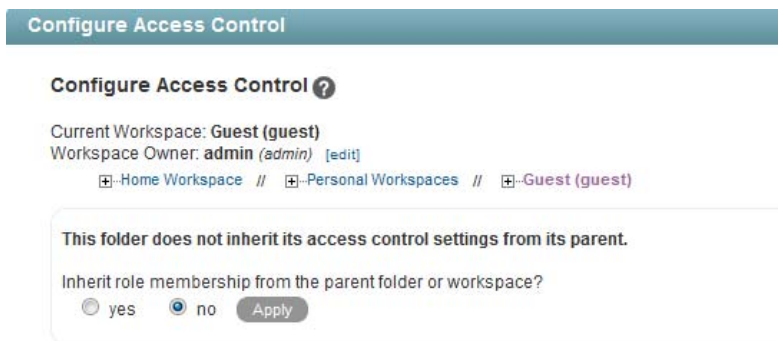 Configure Access Control
Configure Access Control ?
Current Workspace: Guest (guest)
Workspace Owner: admin (admin) [edit]
Home Workspace // Personal Workspaces // Guest (guest)
This folder does not inherit its access control settings from its parent.
Inherit role membership from the parent folder or workspace?
yes no Apply